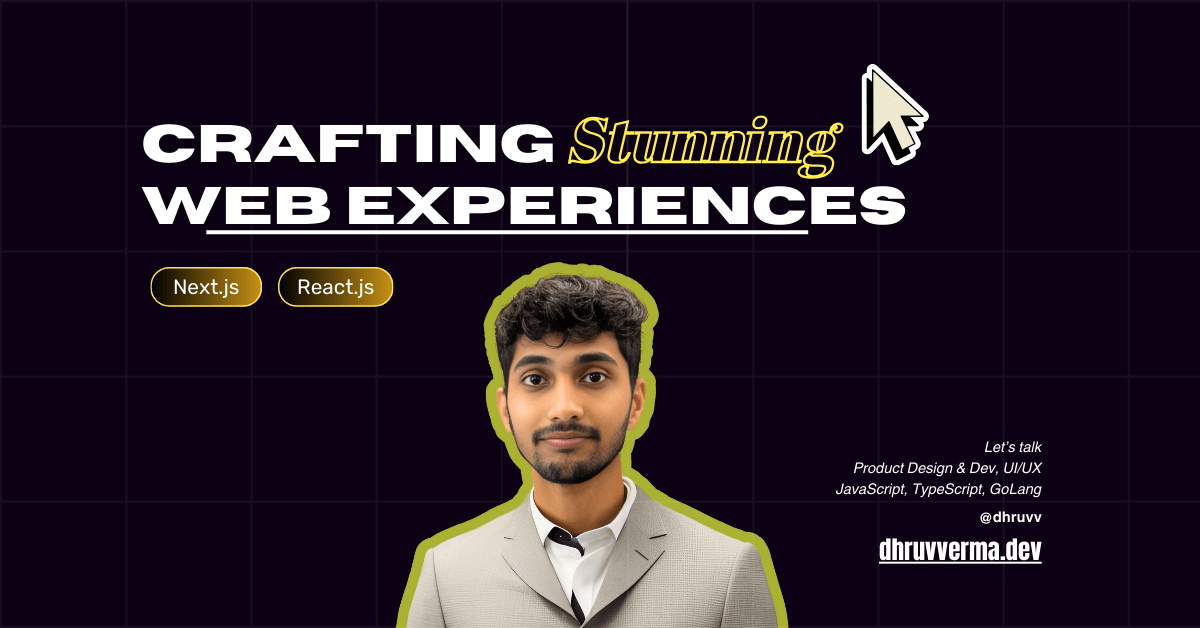 CRAFTING Stunning
WEB EXPERIENCES
Next.js React.js
Let's talk
Product Design & Dev, UI/UX
JavaScript, TypeScript, GoLang
@dhruvv
dhruvverma.dev